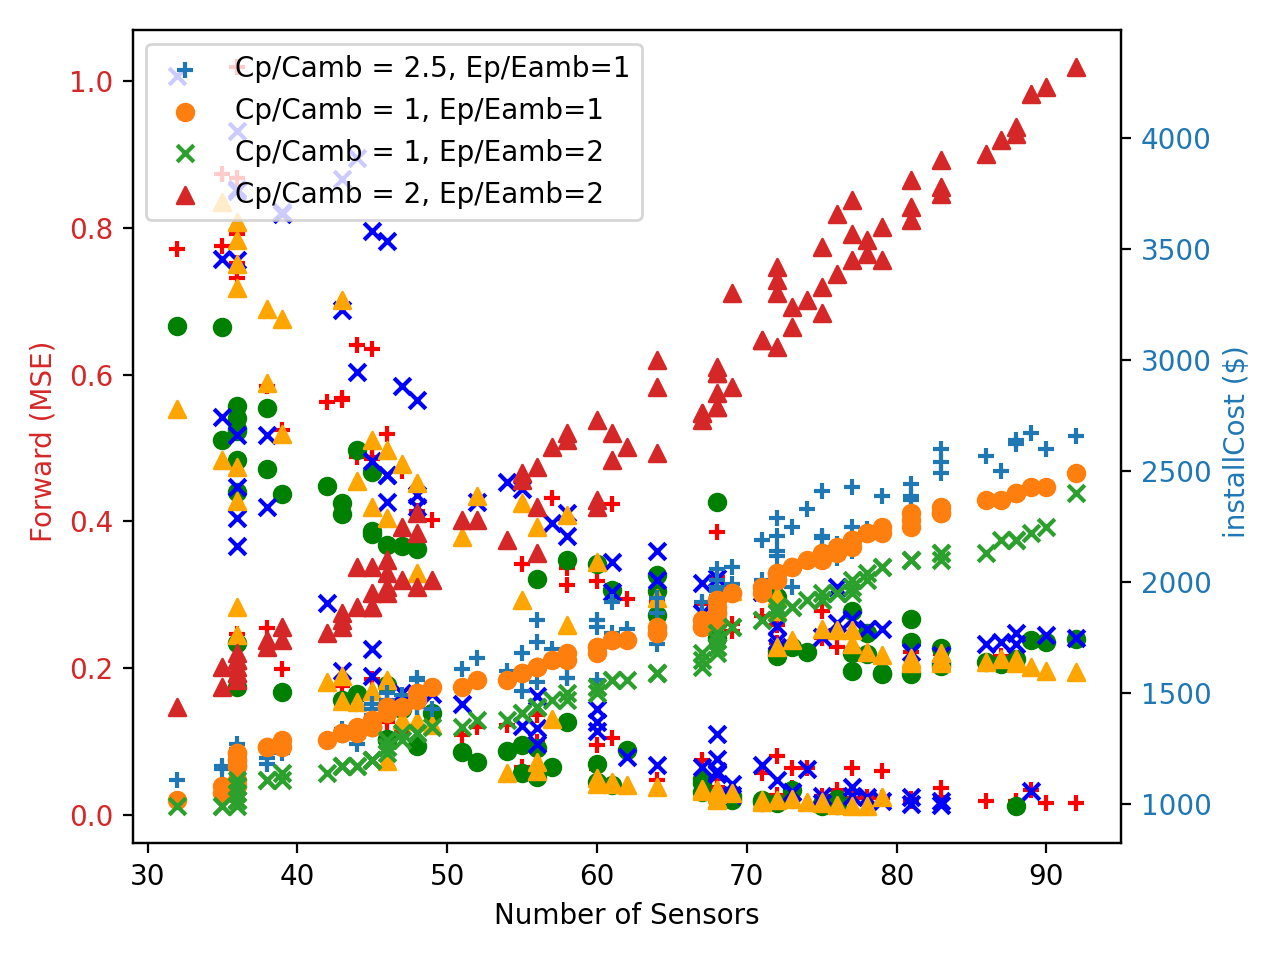 Cp/Camb = 2.5, Ep/Eamb=1
Cp/Camb = 1, Ep/Eamb=1
Cp/Camb = 1, Ep/Eamb=2
Cp/Camb = 2, Ep/Eamb=2
1.0
0.8
0.6
0.4
0.2
0.0
Forward (MSE)
4000
3500
3000
2500
2000
1500
1000
installCost ($)
30 40 50 60 70 80 90
Number of Sensors